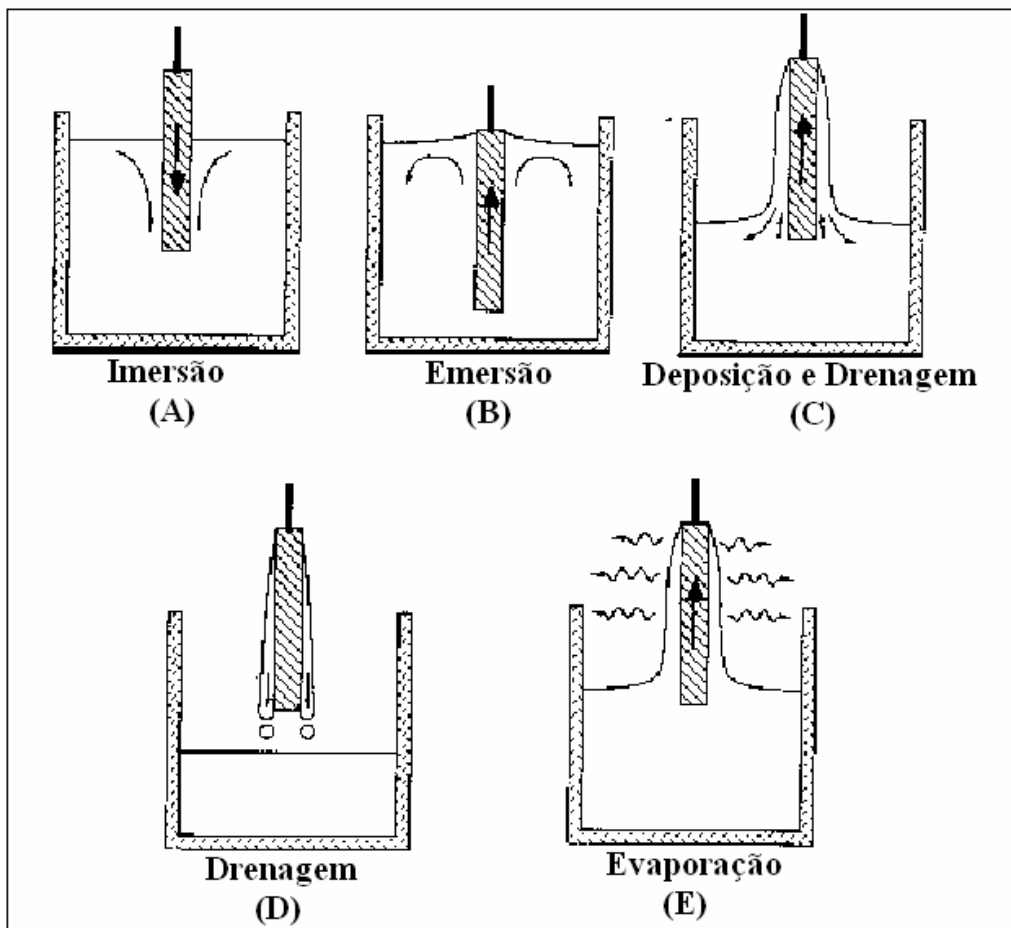 Imersão
(A)
Emersão
(B)
Deposição e Drenagem
(C)
Drenagem
(D)
Evaporação
(E)